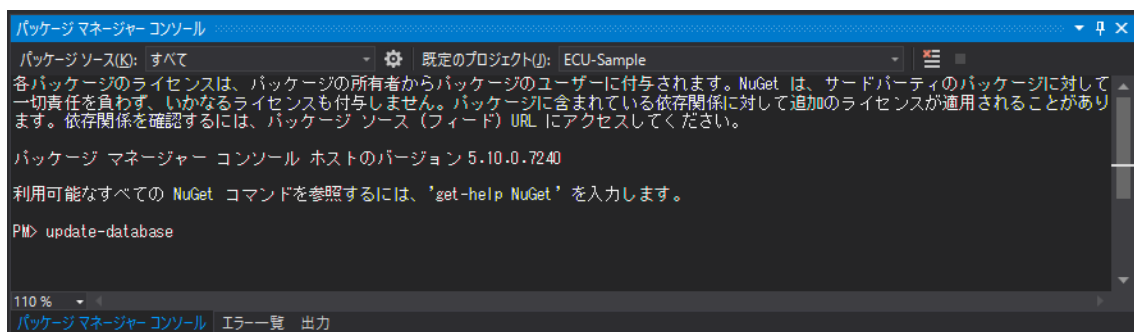 パッケージ マネージャー コンソール
パッケージ ソース(K): すべて 既定のプロジェクト(J): ECU-Sample
各パッケージのライセンスは、パッケージの所有者からパッケージのユーザーに付与されます。NuGet は、サードパーティのパッケージに対して
一切責任を負わず、いかなるライセンスも付与しません。パッケージに含まれている依存関係に対して追加のライセンスが適用されることがあり
ます。依存関係を確認するには、パッケージ ソース (フィード) URL にアクセスしてください。
パッケージ マネージャー コンソール ホストのバージョン 5.10.0.7240
利用可能なすべての NuGet コマンドを参照するには、'get-help NuGet' を入力します。
PM> update-database
110 %
パッケージ マネージャー コンソール エラー一覧 出力